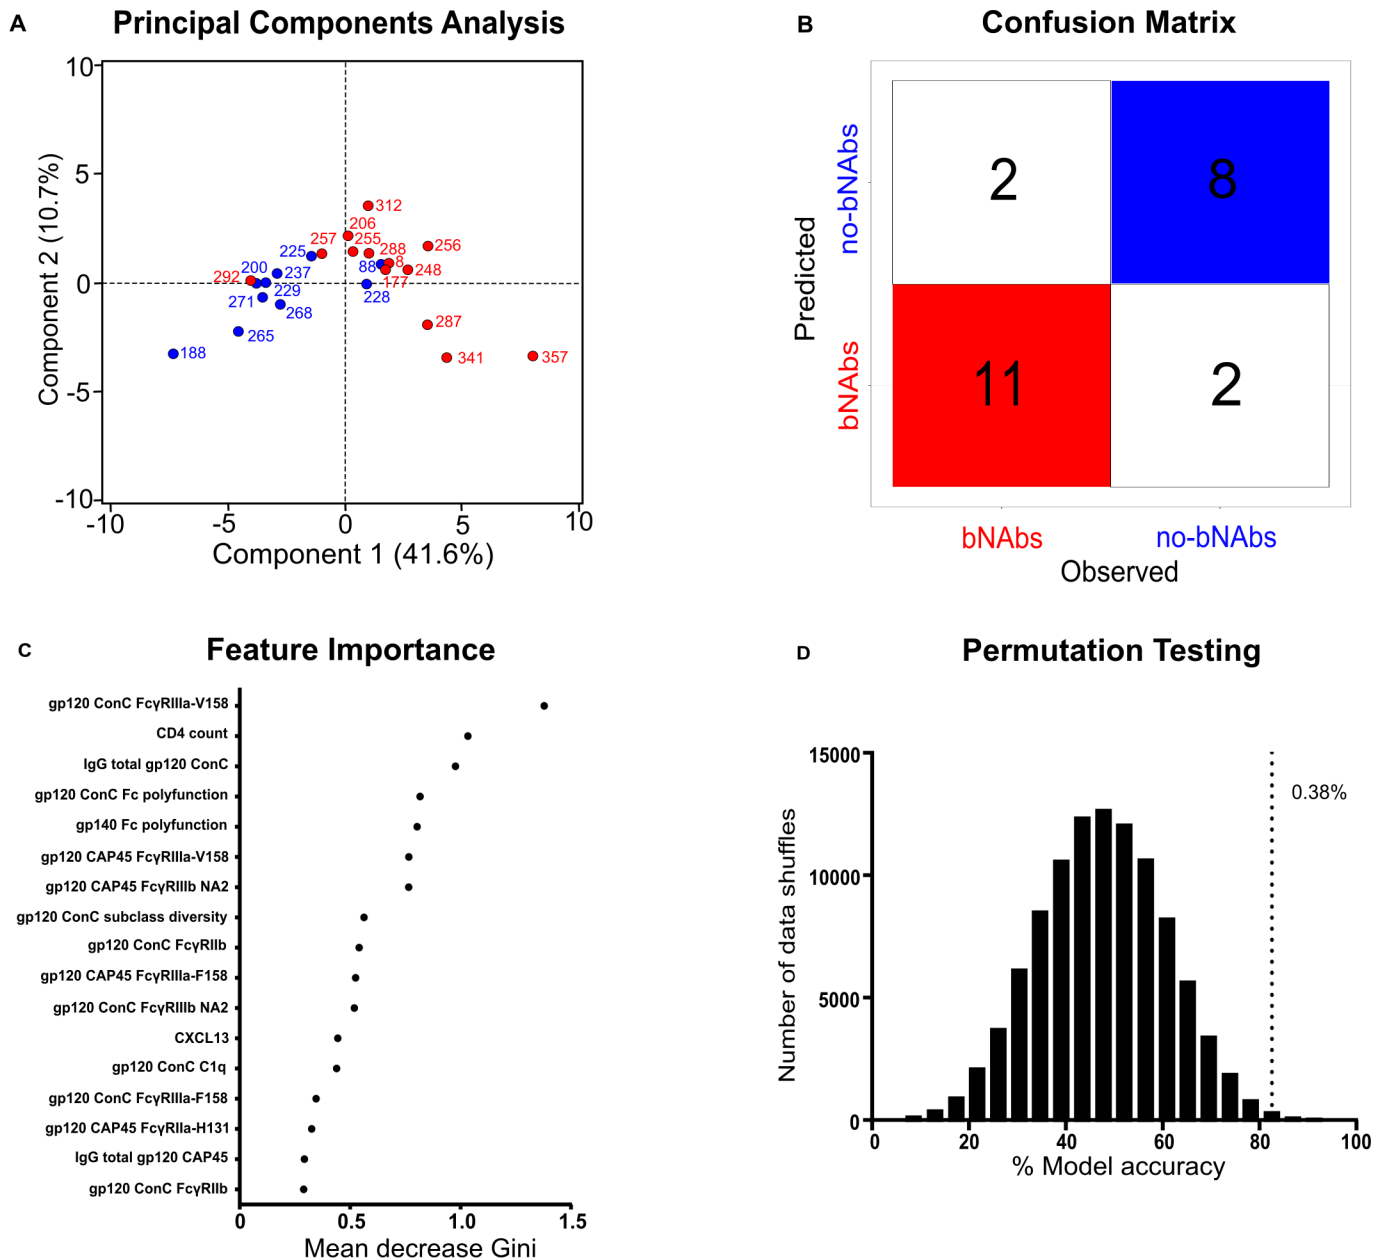 A
Principal Components Analysis
10
5
0
-5
-10
-10
-5
0
5
10
Component 2 (10.7%)
Component 1 (41.6%)
312
206
257
255
288
256
225
88
8
248
292
200
237
177
229
228
271
268
287
265
188
341
357
B
Confusion Matrix
2
8
11
2
Predicted
no-bNAbs
bNAbs
bNAbs
no-bNAbs
Observed
C
Feature Importance
gp120 ConC FcγRIIIa-V158
CD4 count
IgG total gp120 ConC
gp120 ConC Fc polyfunction
gp140 Fc polyfunction
gp120 CAP45 FcγRIIIa-V158
gp120 CAP45 FcγRIIIb NA2
gp120 ConC subclass diversity
gp120 ConC FcγRIIb
gp120 CAP45 FcγRIIIa-F158
gp120 ConC FcγRIIIb NA2
CXCL13
gp120 ConC C1q
gp120 ConC FcγRIIIa-F158
gp120 CAP45 FcγRIIa-H131
IgG total gp120 CAP45
gp120 ConC FcγRIIb
0
0.5
1.0
1.5
Mean decrease Gini
D
Permutation Testing
15000
10000
5000
0
Number of data shuffles
0.38%
0
20
40
60
80
100
% Model accuracy